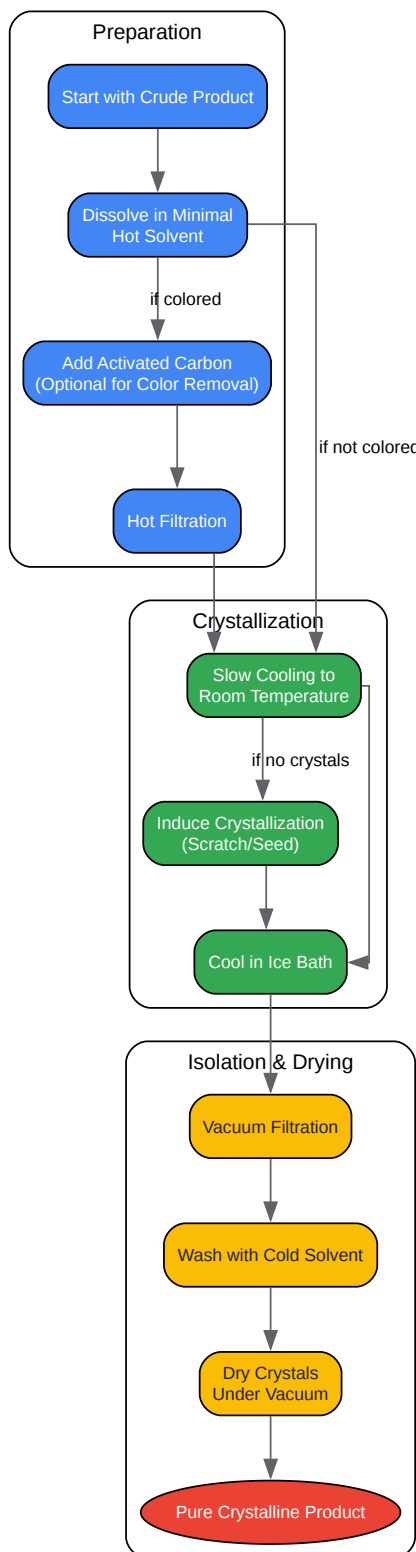 Preparation
Start with Crude Product
Dissolve in Minimal
Hot Solvent
if colored
Add Activated Carbon
(Optional for Color Removal)
if not colored
Hot Filtration
Crystallization
Slow Cooling to
Room Temperature
if no crystals
Induce Crystallization
(Scratch/Seed)
Cool in Ice Bath
Isolation & Drying
Vacuum Filtration
Wash with Cold Solvent
Dry Crystals
Under Vacuum
Pure Crystalline Product